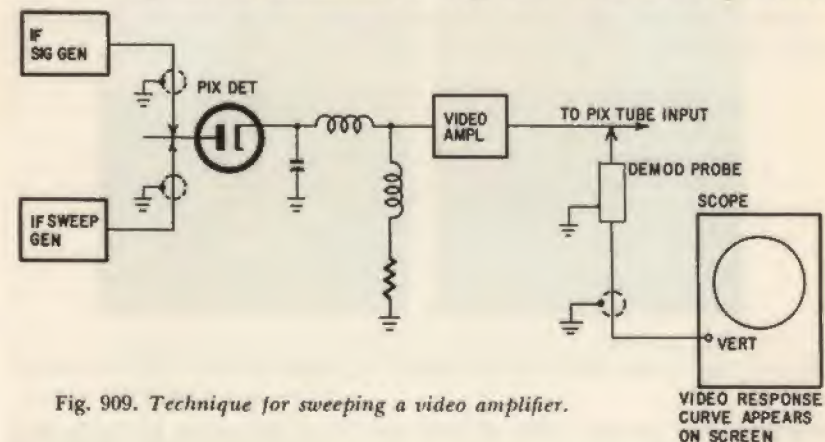 IF
SIG GEN
PIX DET
VIDEO
AMPL
TO PIX TUBE INPUT
DEMOD PROBE
SCOPE
IF SWEEP
GEN
VERT
Fig. 909. Technique for sweeping a video amplifier.
VIDEO RESPONSE
CURVE APPEARS
ON SCREEN